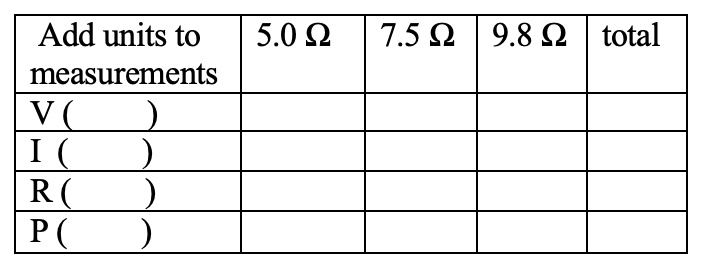 Add units to measurements 5.0 Ω 7.5 Ω 9.8 Ω total
V ( )
I ( )
R ( )
P ( )